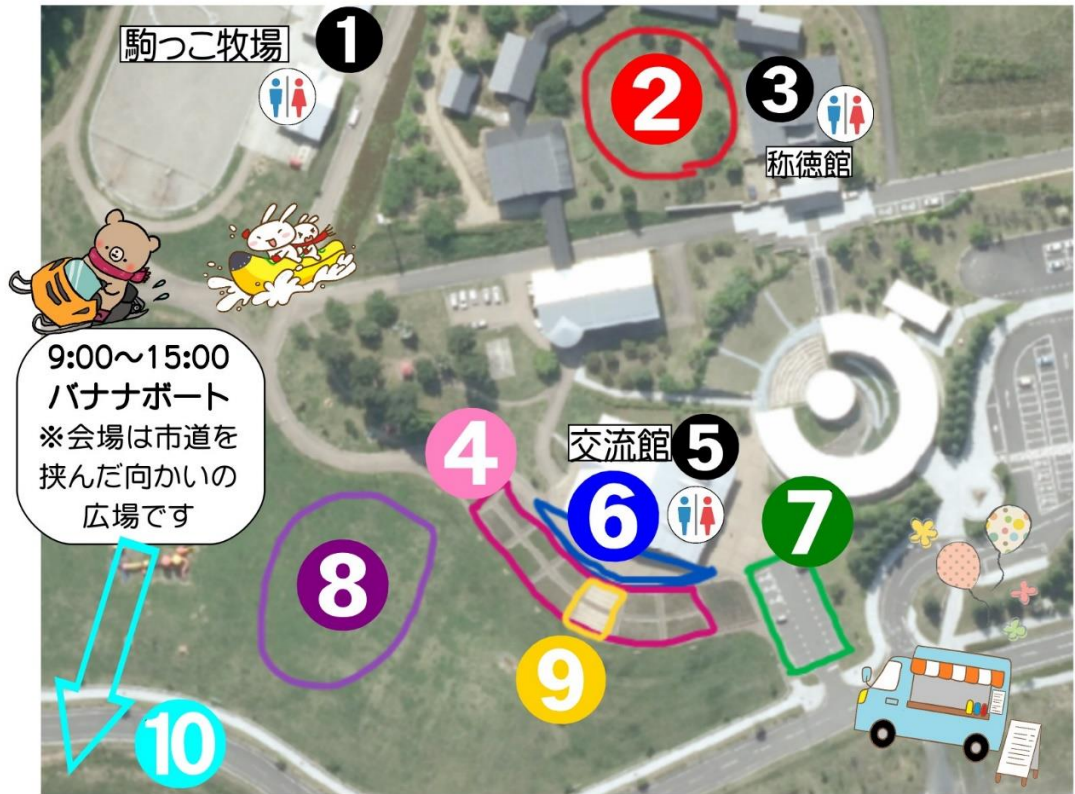 駒っこ牧場
1
2
3
称徳館
9:00～15:00
バナナボート
※会場は市道を
挟んだ向かいの
広場です
4
交流館
5
6
7
8
9
10